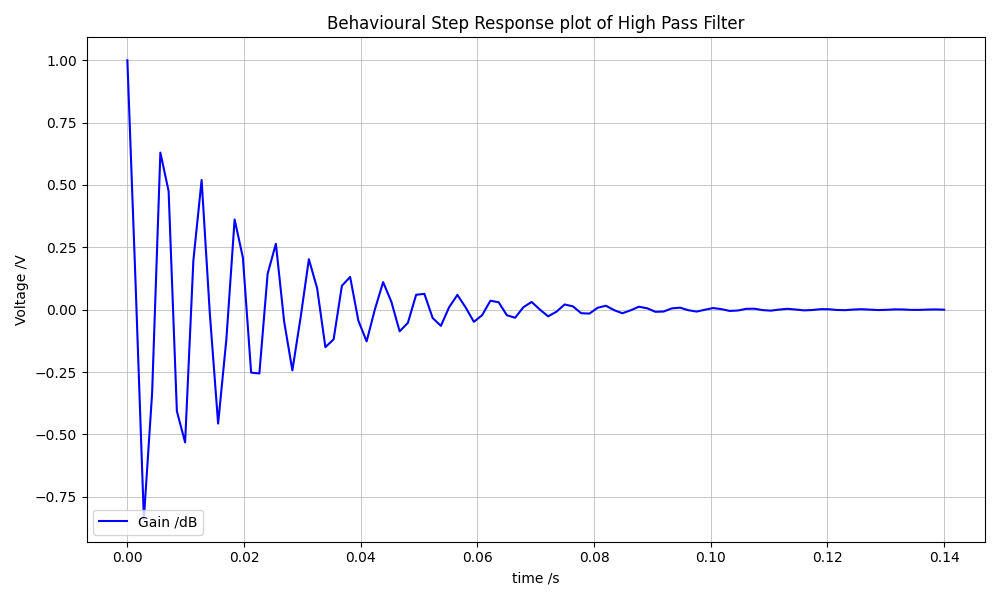 Behavioural Step Response plot of High Pass Filter
Voltage /V
1.00
0.75
0.50
0.25
0.00
−0.25
−0.50
−0.75
Gain /dB
0.00 0.02 0.04 0.06 0.08 0.10 0.12 0.14
time /s